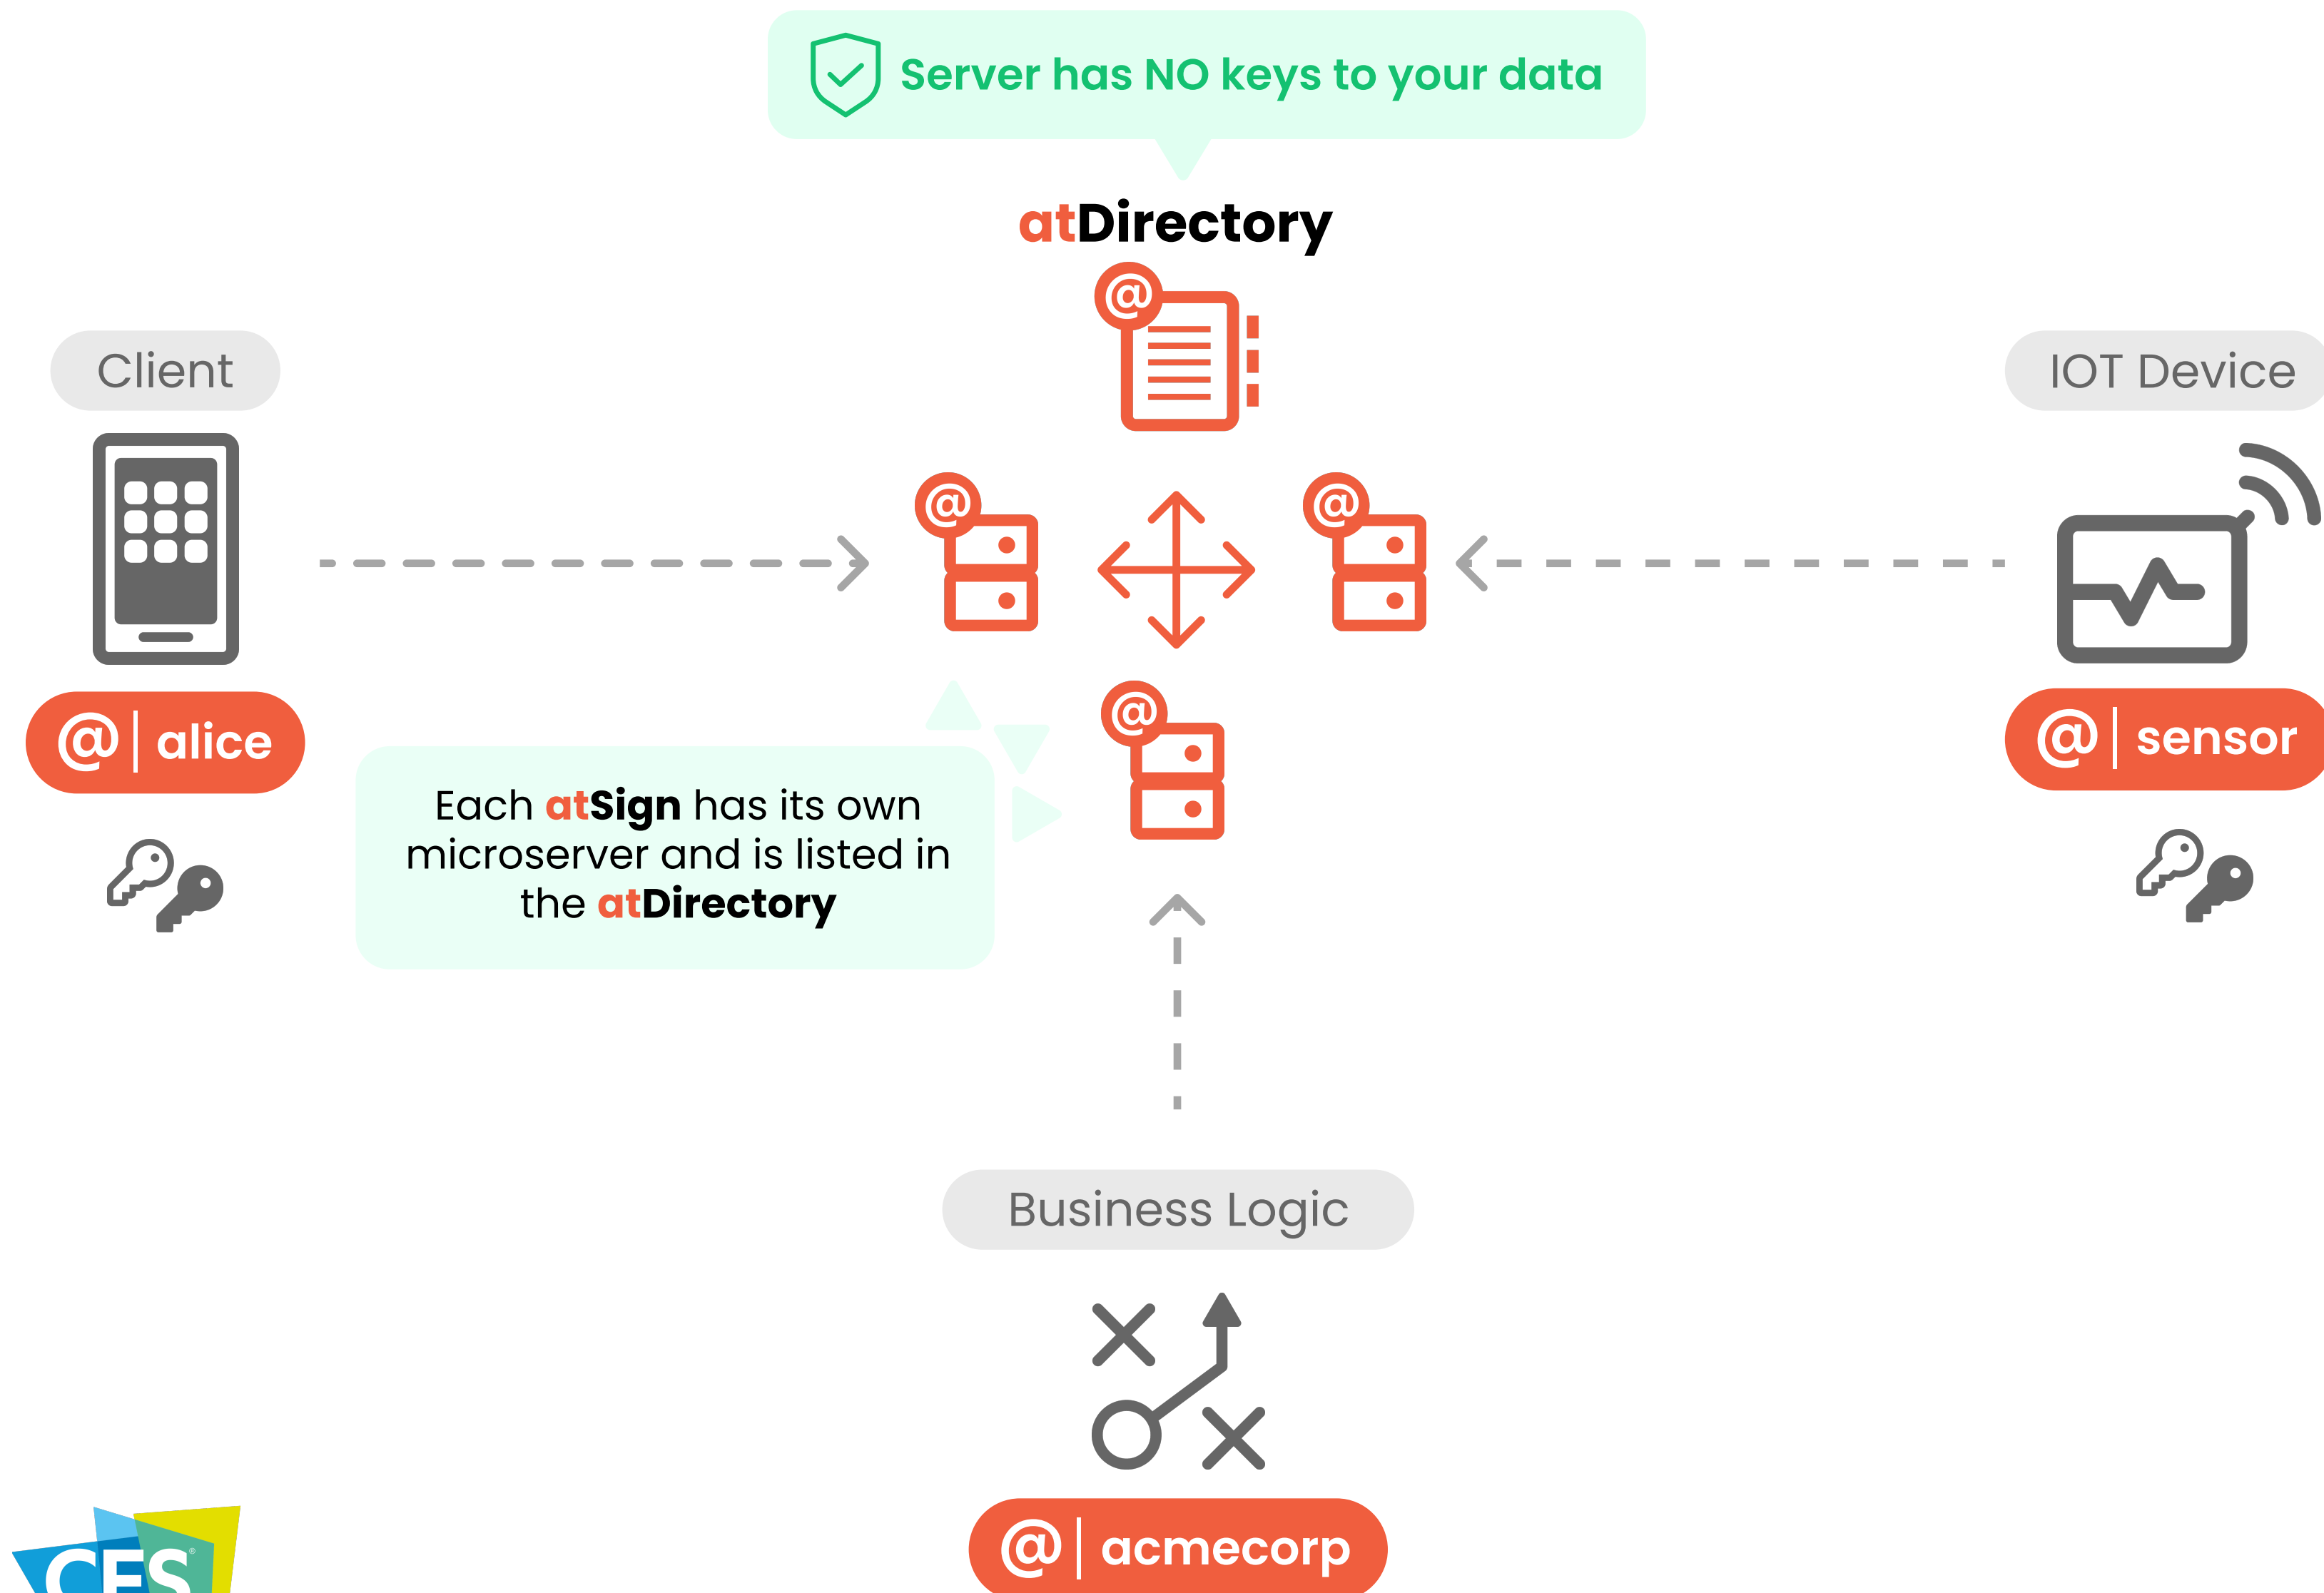 Server has NO keys to your data
atDirectory
@
Client
IOT Device
@
@
@
@ alice
@ sensor
Each atSign has its own
microserver and is listed in
the atDirectory
Business Logic
@ acmecorp
CES®